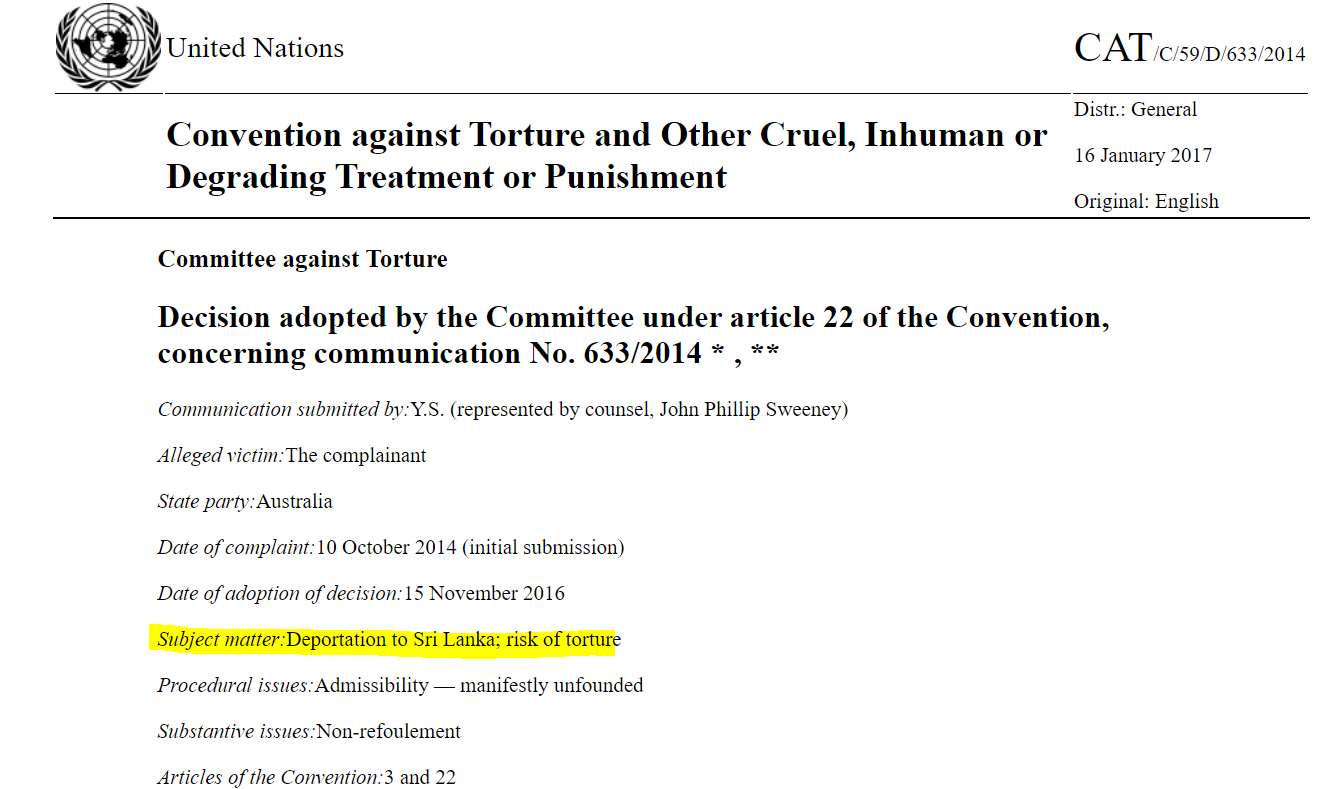 United Nations
CAT/C/59/D/633/2014
Distr.: General
16 January 2017
Original: English
Convention against Torture and Other Cruel, Inhuman or
Degrading Treatment or Punishment
Committee against Torture
Decision adopted by the Committee under article 22 of the Convention,
concerning communication No. 633/2014 * , **
Communication submitted by:Y.S. (represented by counsel, John Phillip Sweeney)
Alleged victim:The complainant
State party:Australia
Date of complaint:10 October 2014 (initial submission)
Date of adoption of decision:15 November 2016
Subject matter:Deportation to Sri Lanka; risk of torture
Procedural issues:Admissibility — manifestly unfounded
Substantive issues:Non-refoulement
Articles of the Convention:3 and 22